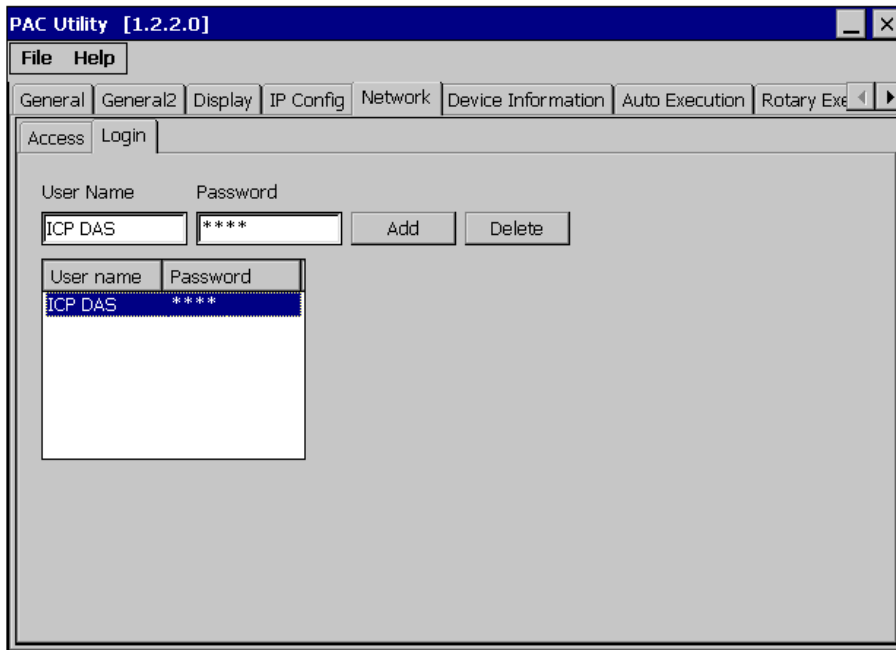 PAC Utility [1.2.2.0]
File Help
General General2 Display IP Config Network Device Information Auto Execution Rotary Exe
Access Login
User Name Password
ICP DAS **** Add Delete
User name Password
ICP DAS ****